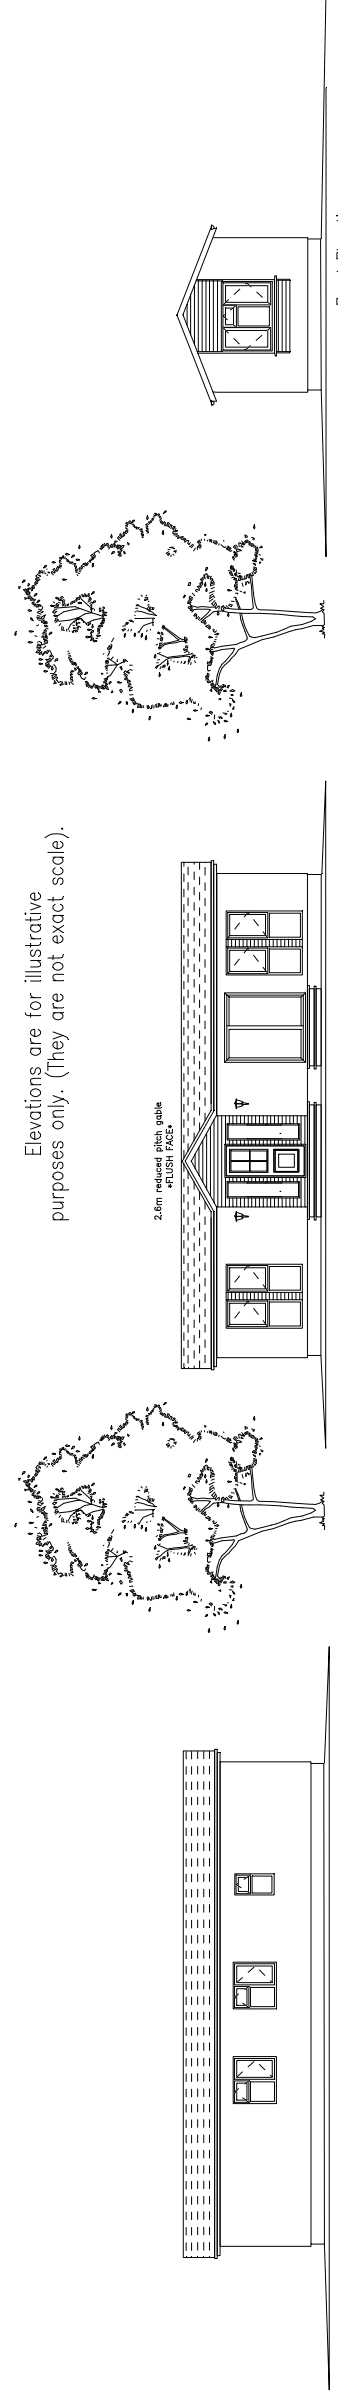 Elevations are for illustrative
purposes only. (They are not exact scale).
2.6m reduced pitch gable
*FLUSH FACE*